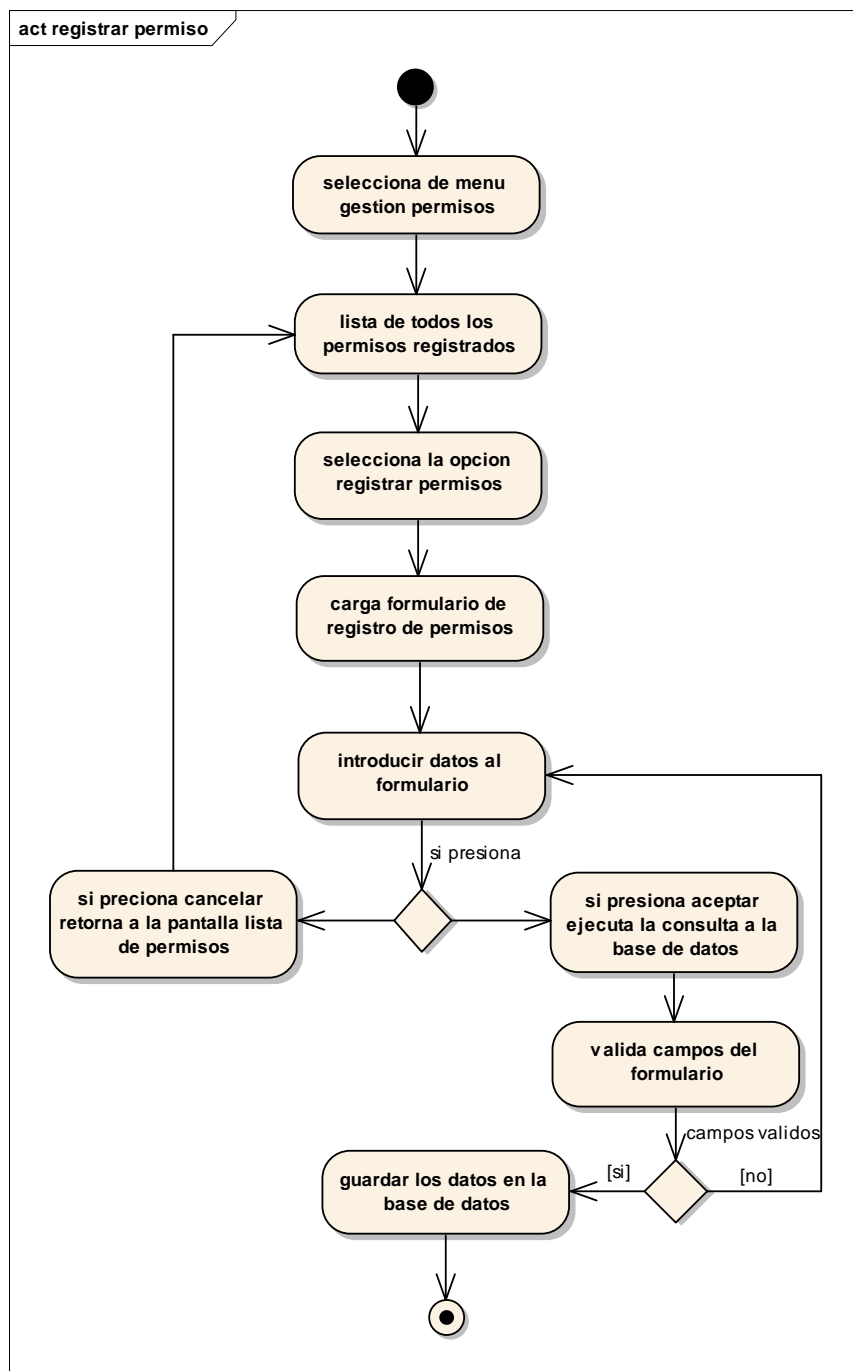 act registrar permiso
selecciona de menu
gestion permisos
lista de todos los
permisos registrados
selecciona la opcion
registrar permisos
carga formulario de
registro de permisos
introducir datos al
formulario
si presiona
si preciona cancelar
retorna a la pantalla lista
de permisos
si presiona aceptar
ejecuta la consulta a la
base de datos
valida campos del
formulario
campos validos
[si]
[no]
guardar los datos en la
base de datos